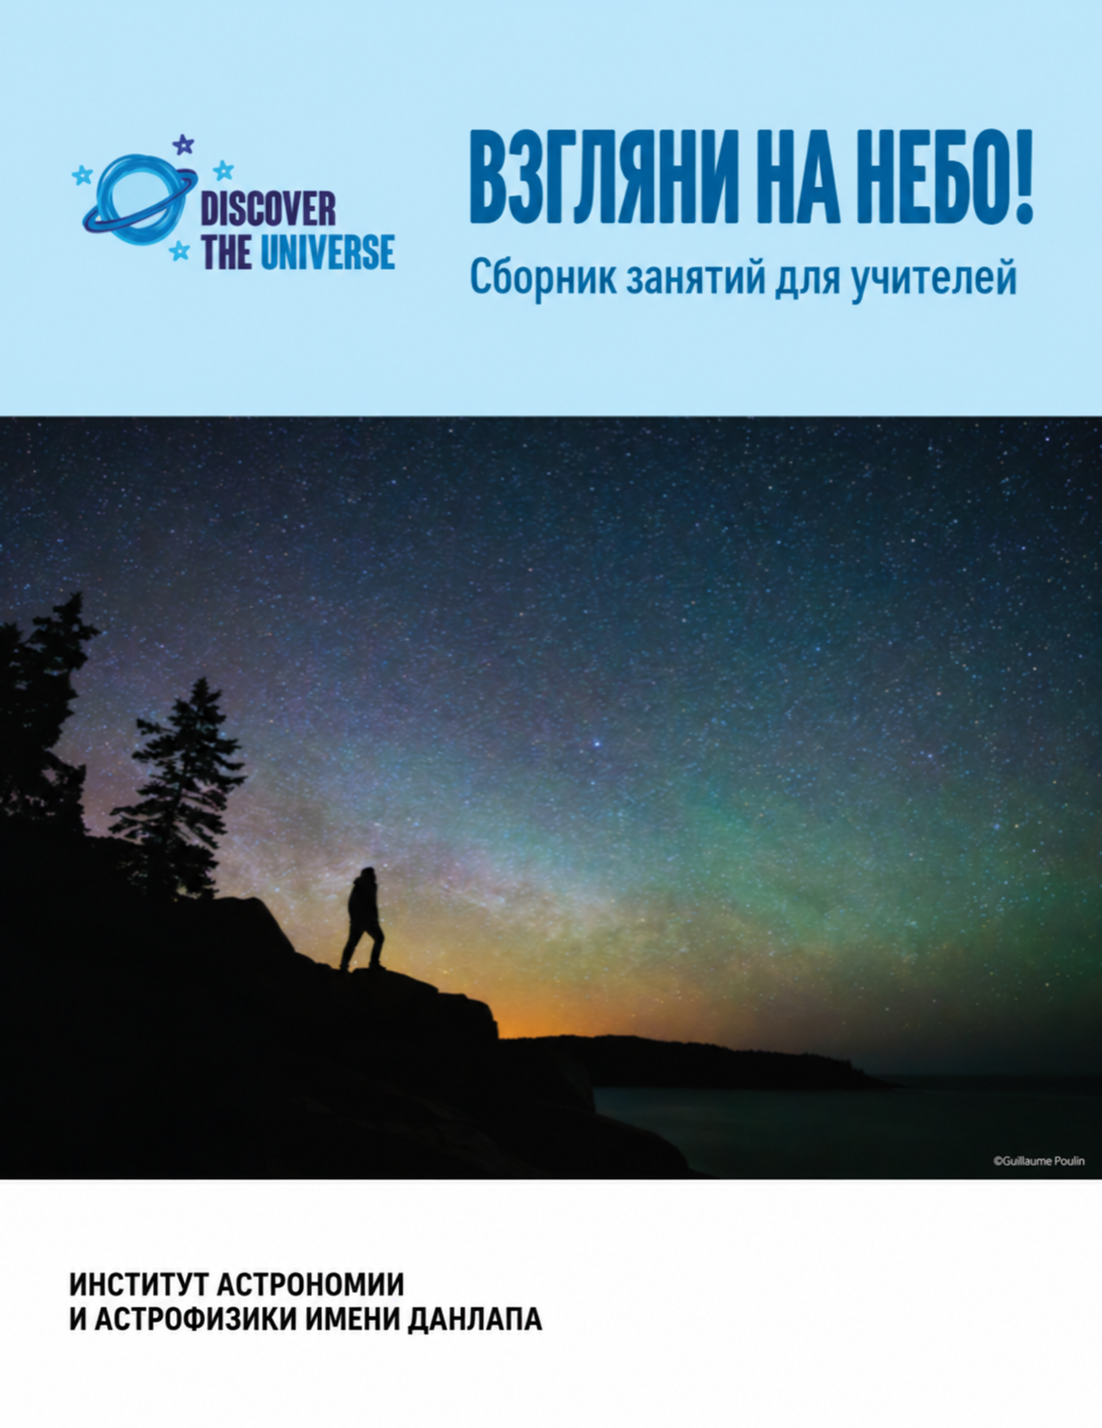 DISCOVER
THE UNIVERSE
ВЗГЛЯНИ НА НЕБО!
Сборник занятий для учителей
©Guillaume Poulin
ИНСТИТУТ АСТРОНОМИИ
И АСТРОФИЗИКИ ИМЕНИ ДАНЛАПА